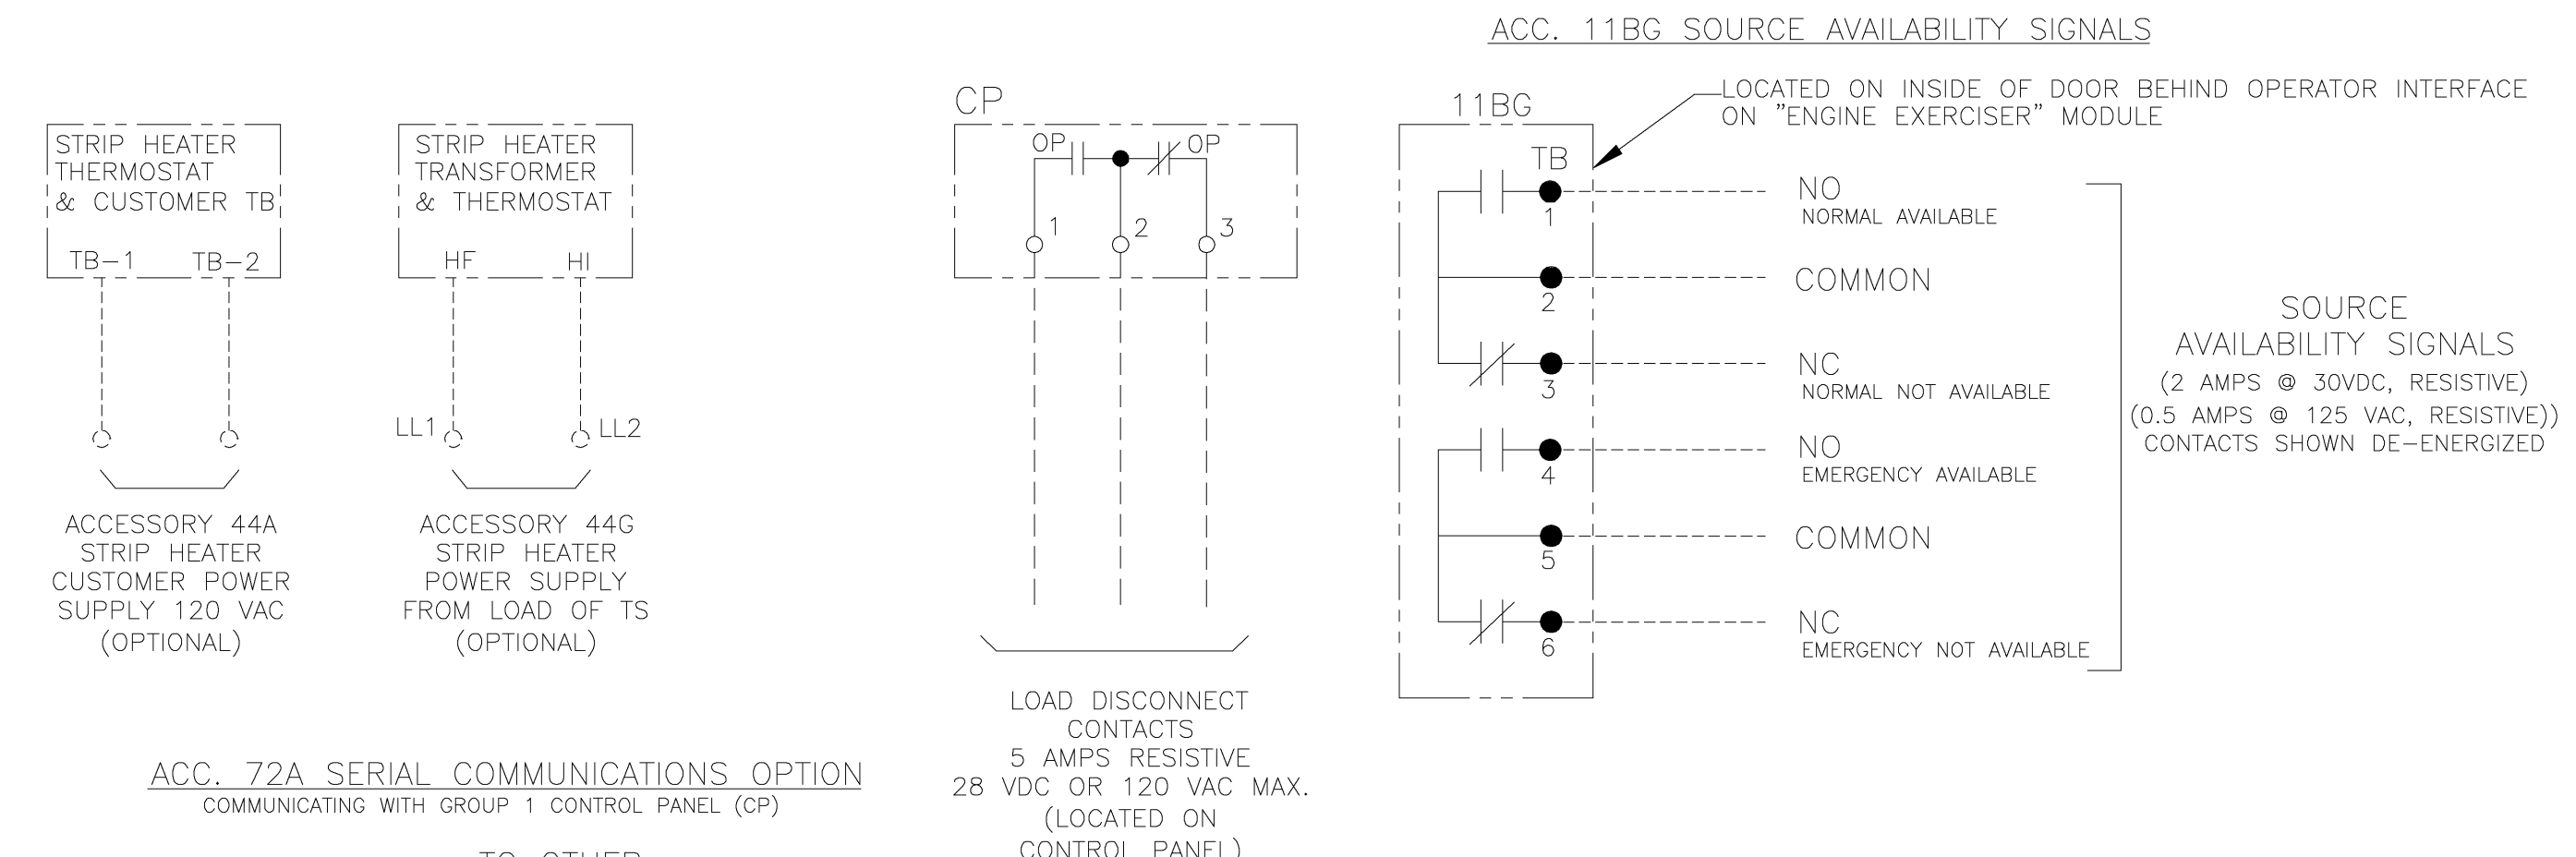 ACC. 11BG SOURCE AVAILABILITY SIGNALS
STRIP HEATER
THERMOSTAT
& CUSTOMER TB
TB-1 TB-2
ACCESSORY 44A
STRIP HEATER
CUSTOMER POWER
SUPPLY 120 VAC
(OPTIONAL)
STRIP HEATER
TRANSFORMER
& THERMOSTAT
HF HI
LL1 LL2
ACCESSORY 44G
STRIP HEATER
POWER SUPPLY
FROM LOAD OF TS
(OPTIONAL)
CP
OP OP
1 2 3
LOAD DISCONNECT
CONTACTS
5 AMPS RESISTIVE
28 VDC OR 120 VAC MAX.
(LOCATED ON
CONTROL PANEL)
11BG
LOCATED ON INSIDE OF DOOR BEHIND OPERATOR INTERFACE
ON "ENGINE EXERCISER" MODULE
TB
1
NO
NORMAL AVAILABLE
2
COMMON
3
NC
NORMAL NOT AVAILABLE
4
NO
EMERGENCY AVAILABLE
5
COMMON
6
NC
EMERGENCY NOT AVAILABLE
SOURCE
AVAILABILITY SIGNALS
(2 AMPS @ 30VDC, RESISTIVE)
(0.5 AMPS @ 125 VAC, RESISTIVE))
CONTACTS SHOWN DE-ENERGIZED
ACC. 72A SERIAL COMMUNICATIONS OPTION
COMMUNICATING WITH GROUP 1 CONTROL PANEL (CP)
TO OTHER